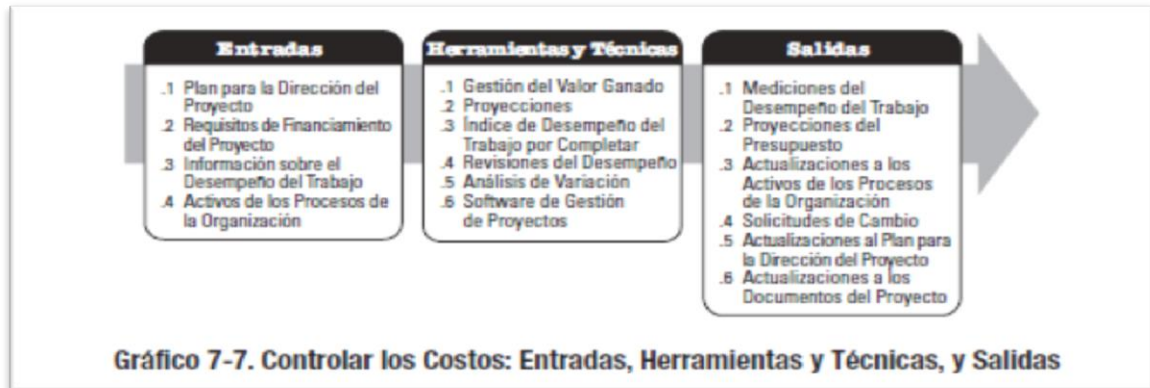 Entradas
.1 Plan para la Dirección del
Proyecto
.2 Requisitos de Financiamiento
del Proyecto
.3 Información sobre el
Desempeño del Trabajo
.4 Activos de los Procesos de
la Organización
Herramientas y Técnicas
.1 Gestión del Valor Ganado
.2 Proyecciones
.3 Índice de Desempeño del
Trabajo por Completar
.4 Revisiones del Desempeño
.5 Análisis de Variación
.6 Software de Gestión
de Proyectos
Salidas
.1 Mediciones del
Desempeño del Trabajo
.2 Proyecciones del
Presupuesto
.3 Actualizaciones a los
Activos de los Procesos
de la Organización
.4 Solicitudes de Cambio
.5 Actualizaciones al Plan para
la Dirección del Proyecto
.6 Actualizaciones a los
Documentos del Proyecto
Gráfico 7-7. Controlar los Costos: Entradas, Herramientas y Técnicas, y Salidas